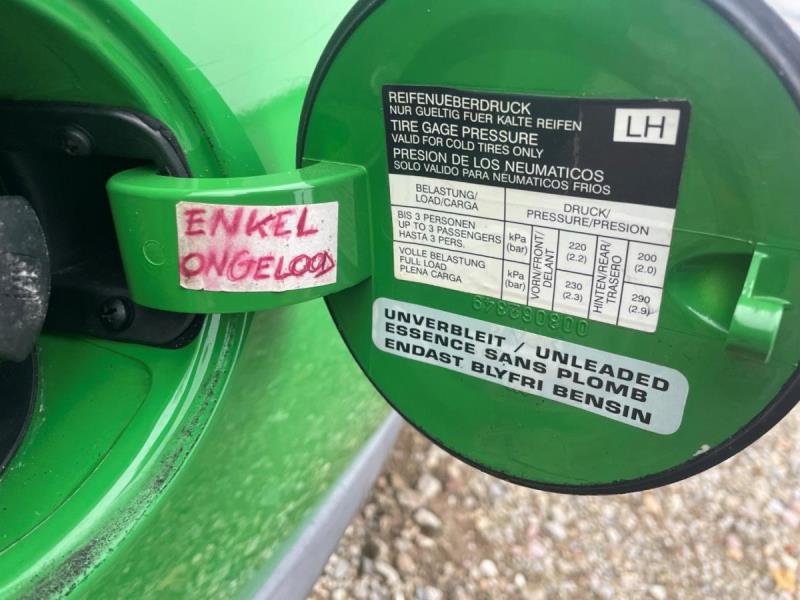 ENKEL
ONGELOOD
REIFENUEBERDRUCK
NUR GUELTIG FUER KALTE REIFEN
TIRE GAGE PRESSURE
VALID FOR COLD TIRES ONLY
PRESION DE LOS NEUMATICOS
SOLO VALIDO PARA NEUMATICOS FRIOS
LH
BELASTUNG/
LOAD/CARGA
DRUCK/
PRESSURE/PRESION
BIS 3 PERSONEN
UP TO 3 PASSENGERS
HASTA 3 PERS.
kPa
(bar)
VORN/FRONT/
DELANT
220
(2.2)
HINTEN/REAR/
TRASERO
200
(2.0)
VOLLE BELASTUNG
FULL LOAD
PLENA CARGA
kPa
(bar)
230
(2.3)
290
(2.9)
UNVERBLEIT / UNLEADED
ESSENCE SANS PLOMB
ENDAST BLYFRI BENSIN